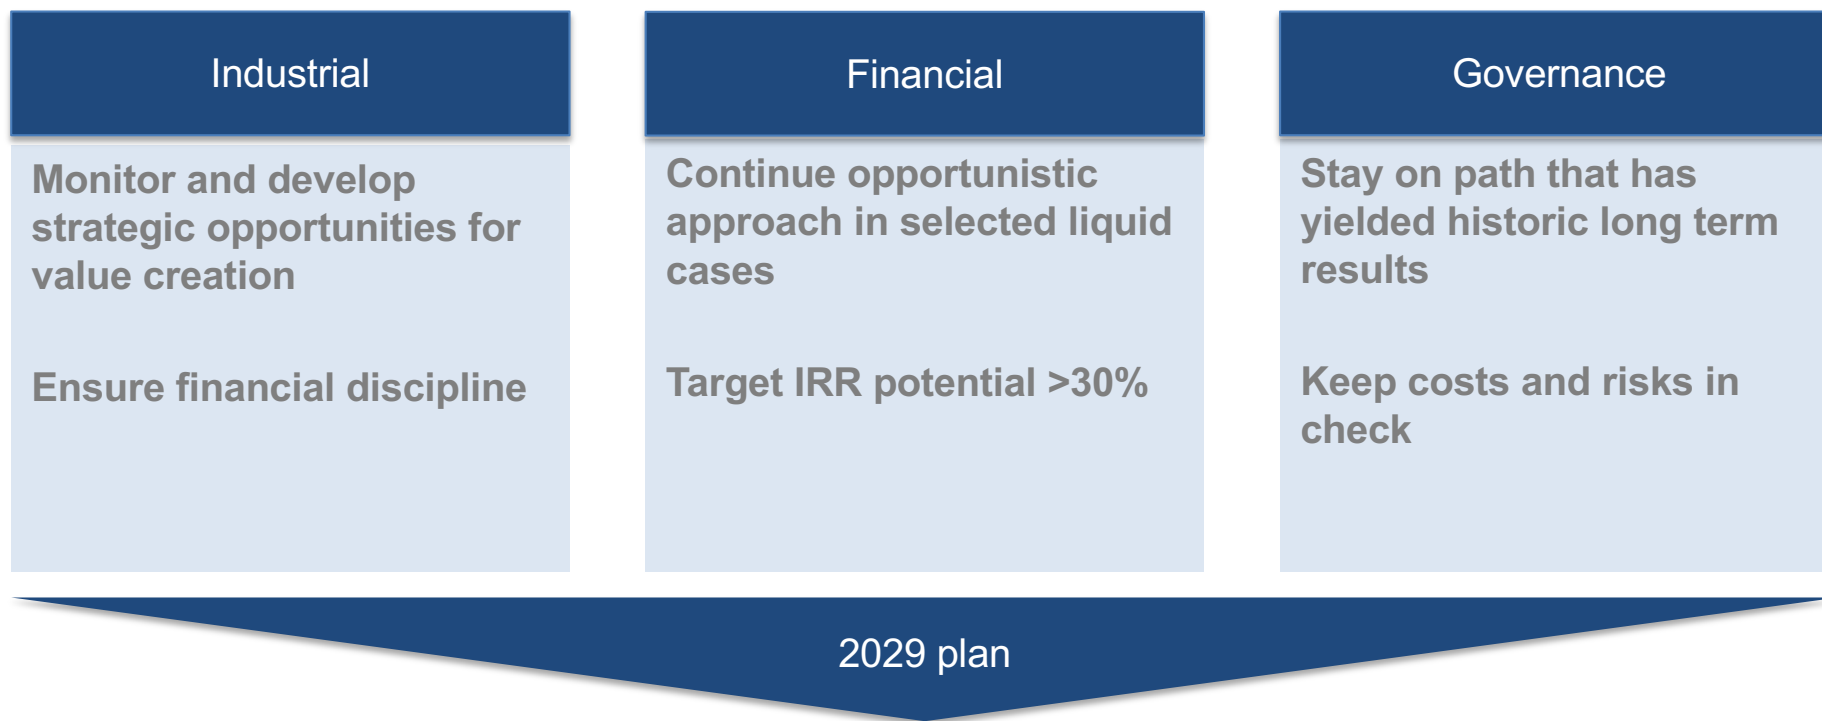 Industrial
Monitor and develop
strategic opportunities for
value creation
Ensure financial discipline
Financial
Continue opportunistic
approach in selected liquid
cases
Target IRR potential >30%
Governance
Stay on path that has
yielded historic long term
results
Keep costs and risks in
check
2029 plan